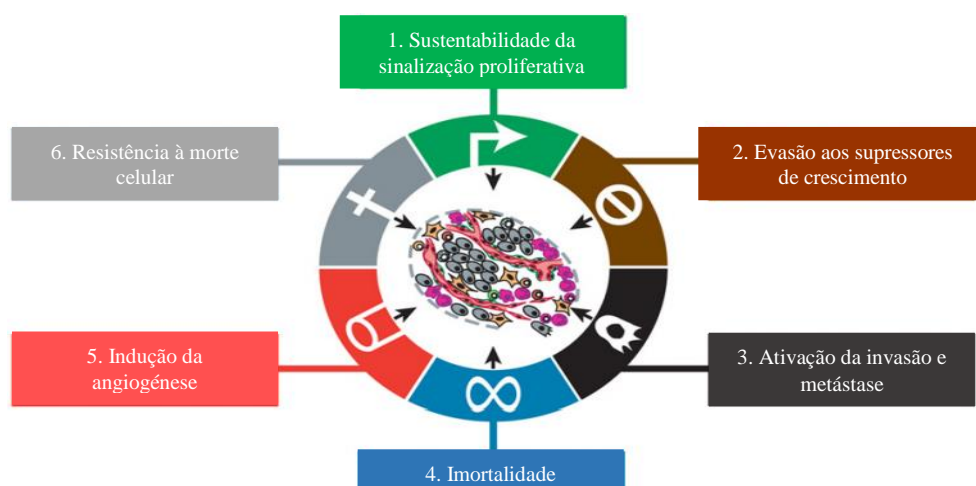 1. Sustentabilidade da
sinalização proliferativa
6. Resistência à morte
celular
2. Evasão aos supressores
de crescimento
5. Indução da
angiogénese
3. Ativação da invasão e
metástase
4. Imortalidade